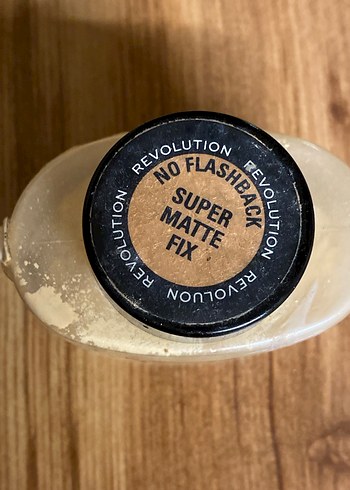 REVOLUTION
REVOLUTION
REVOLUTION
REVOLUTION
NO FLASHBACK
SUPER
MATTE
FIX